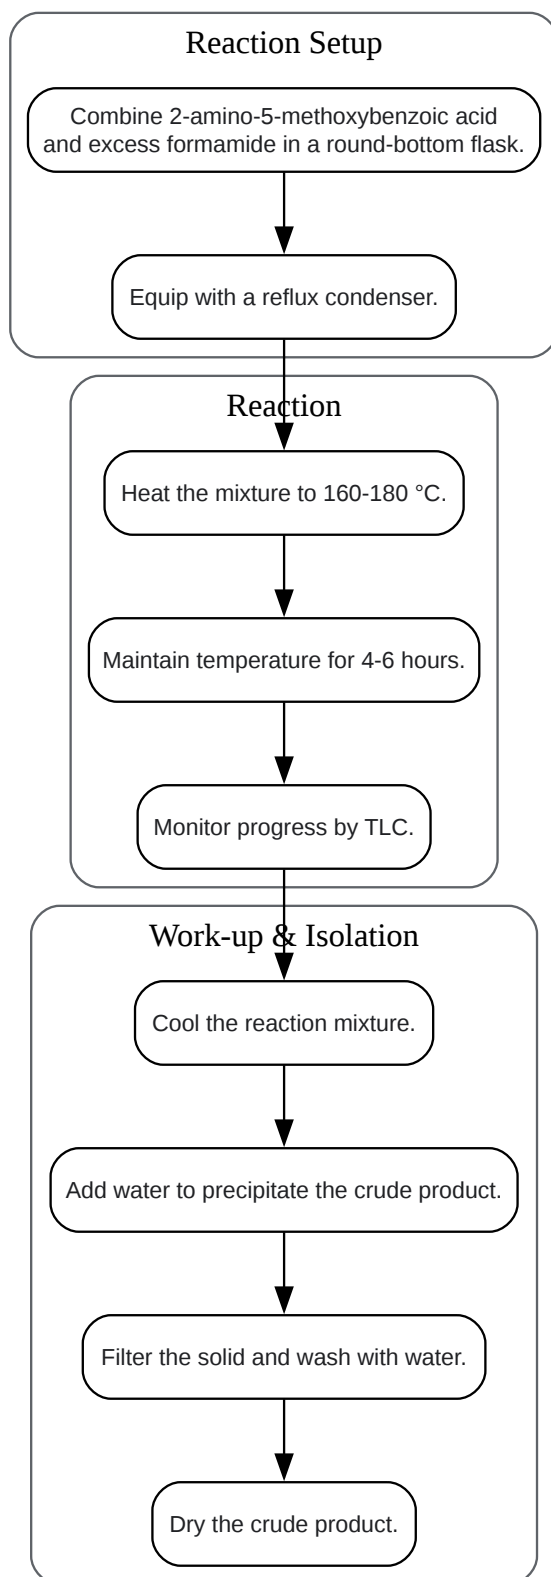 Reaction Setup
Combine 2-amino-5-methoxybenzoic acid
and excess formamide in a round-bottom flask.
Equip with a reflux condenser.
Reaction
Heat the mixture to 160-180 °C.
Maintain temperature for 4-6 hours.
Monitor progress by TLC.
Work-up & Isolation
Cool the reaction mixture.
Add water to precipitate the crude product.
Filter the solid and wash with water.
Dry the crude product.